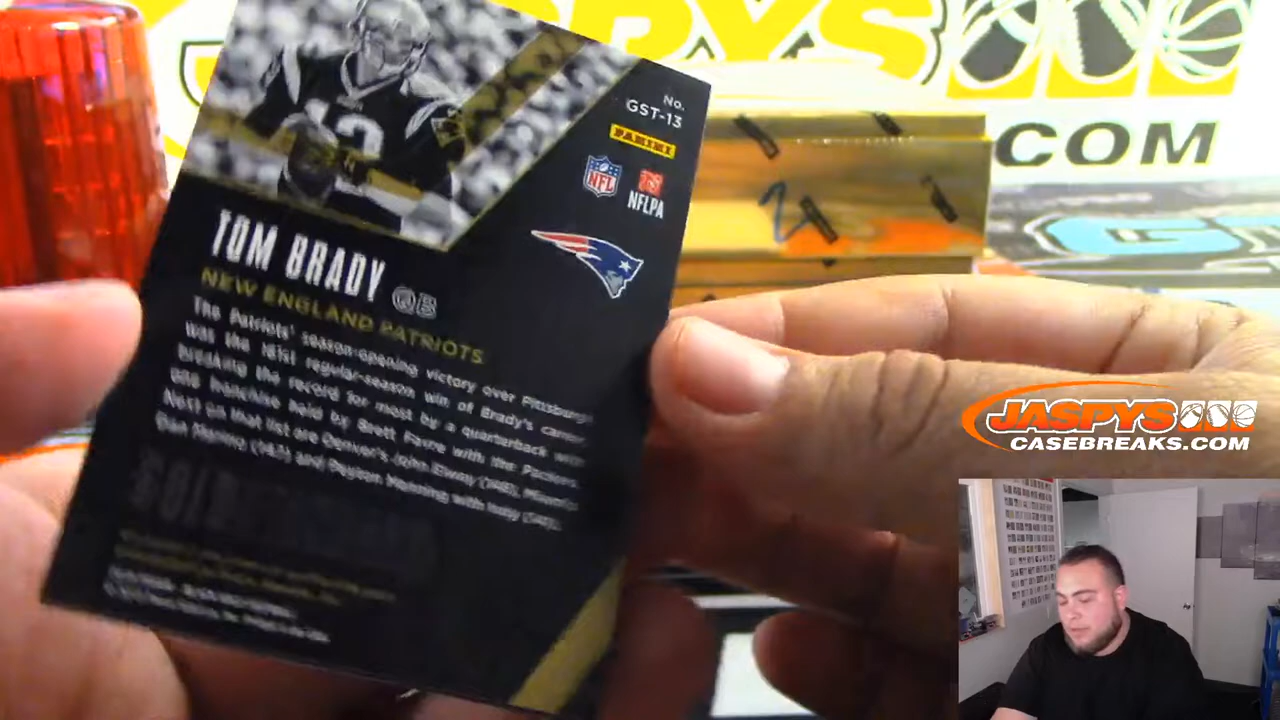 JASPYS
.COM
No.
GST-13
PANINI
NFL
NFLPA
12
TOM BRADY QB
NEW ENGLAND PATRIOTS
The Patriots' season-opening victory over Pittsburgh
was the 161st regular-season win of Brady's career,
breaking the record for most by a quarterback with
one franchise held by Brett Favre with the Packers.
Next on that list are Denver's John Elway (148), Miami's
Dan Marino (147) and Peyton Manning with Indy (141).
JASPYS
CASEBREAKS.COM